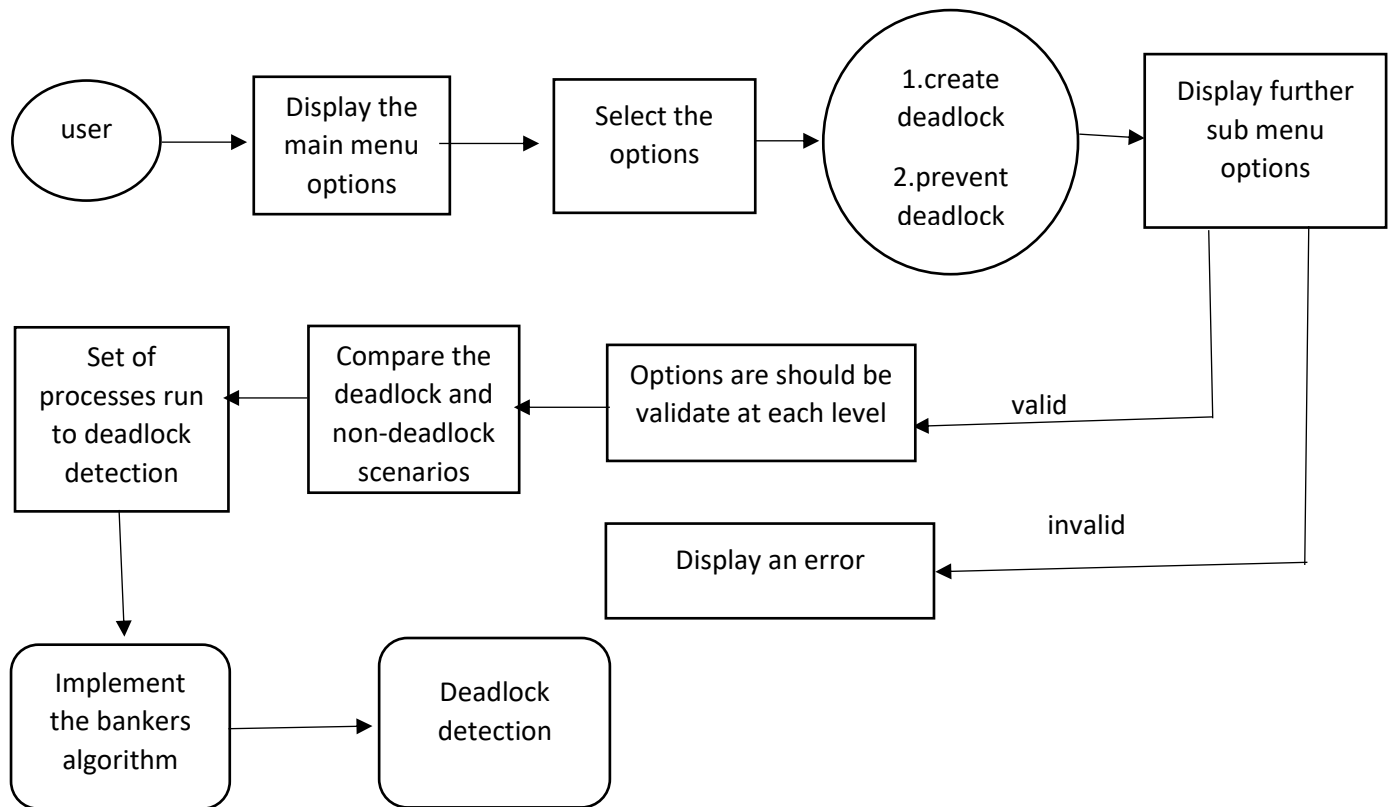 user
Display the
main menu
options
Select the
options
1.create
deadlock
2.prevent
deadlock
Display further
sub menu
options
Set of
processes run
to deadlock
detection
Compare the
deadlock and
non-deadlock
scenarios
Options are should be
validate at each level
valid
invalid
Display an error
Implement
the bankers
algorithm
Deadlock
detection